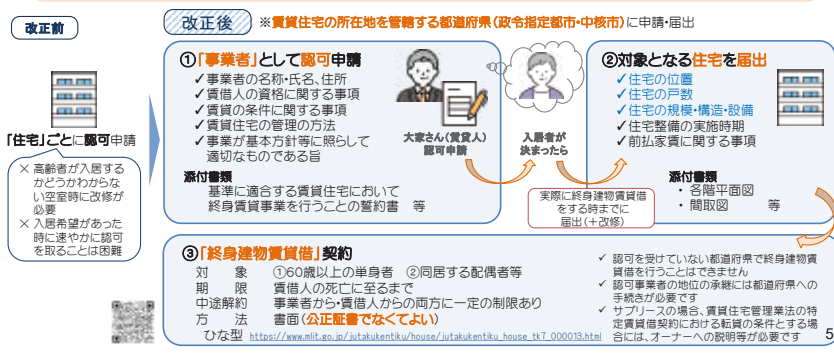 改正前
改正後
※賃貸住宅の所在地を管轄する都道府県(政令指定都市・中核市)に申請・届出
「住宅」ごとに認可申請
× 高齢者が入居する
かどうかわからな
い空室時に改修が
必要
× 入居希望があった
時に速やかに認可
を取ることは困難
①「事業者」として認可申請
✓事業者の名称・氏名、住所
✓賃借人の資格に関する事項
✓賃貸の条件に関する事項
✓賃貸住宅の管理の方法
✓事業が基本方針等に照らして
適切なものである旨
添付書類
基準に適合する賃貸住宅において
終身賃貸事業を行うことの誓約書 等
大家さん(賃貸人)
認可申請
入居者が
決まったら
実際に終身建物賃貸借
をする時までに
届出(+改修)
②対象となる住宅を届出
✓住宅の位置
✓住宅の戸数
✓住宅の規模・構造・設備
✓住宅整備の実施時期
✓前払家賃に関する事項
添付書類
・各階平面図
・間取図 等
③「終身建物賃貸借」契約
対 象 ①60歳以上の単身者 ②同居する配偶者等
期 限 賃借人の死亡に至るまで
中途解約 事業者から・賃借人からの両方に一定の制限あり
方 法 書面(公正証書でなくてよい)
ひな型 https://www.mlit.go.jp/jutakukentiku/house/jutakukentiku_house_tk7_000013.html
✓ 認可を受けていない都道府県で終身建物賃
貸借を行うことはできません
✓ 認可事業者の地位の承継には都道府県への
手続きが必要です
✓ サブリースの場合、賃貸住宅管理業法の特
定賃貸借契約における転貸の条件とする場
合には、オーナーへの説明等が必要です
5